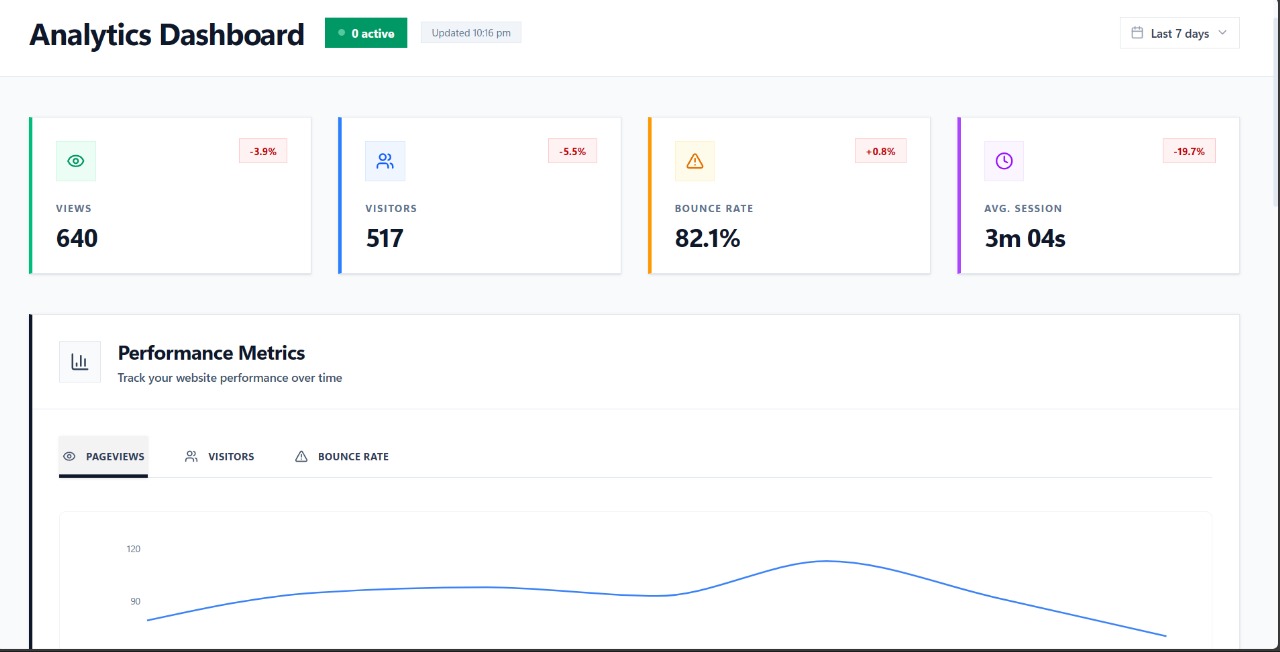 Analytics Dashboard
0 active
Updated 10:16 pm
Last 7 days
-3.9%
-5.5%
+0.8%
-19.7%
VIEWS
VISITORS
BOUNCE RATE
AVG. SESSION
640
517
82.1%
3m 04s
Performance Metrics
Track your website performance over time
PAGEVIEWS
VISITORS
BOUNCE RATE
120
90